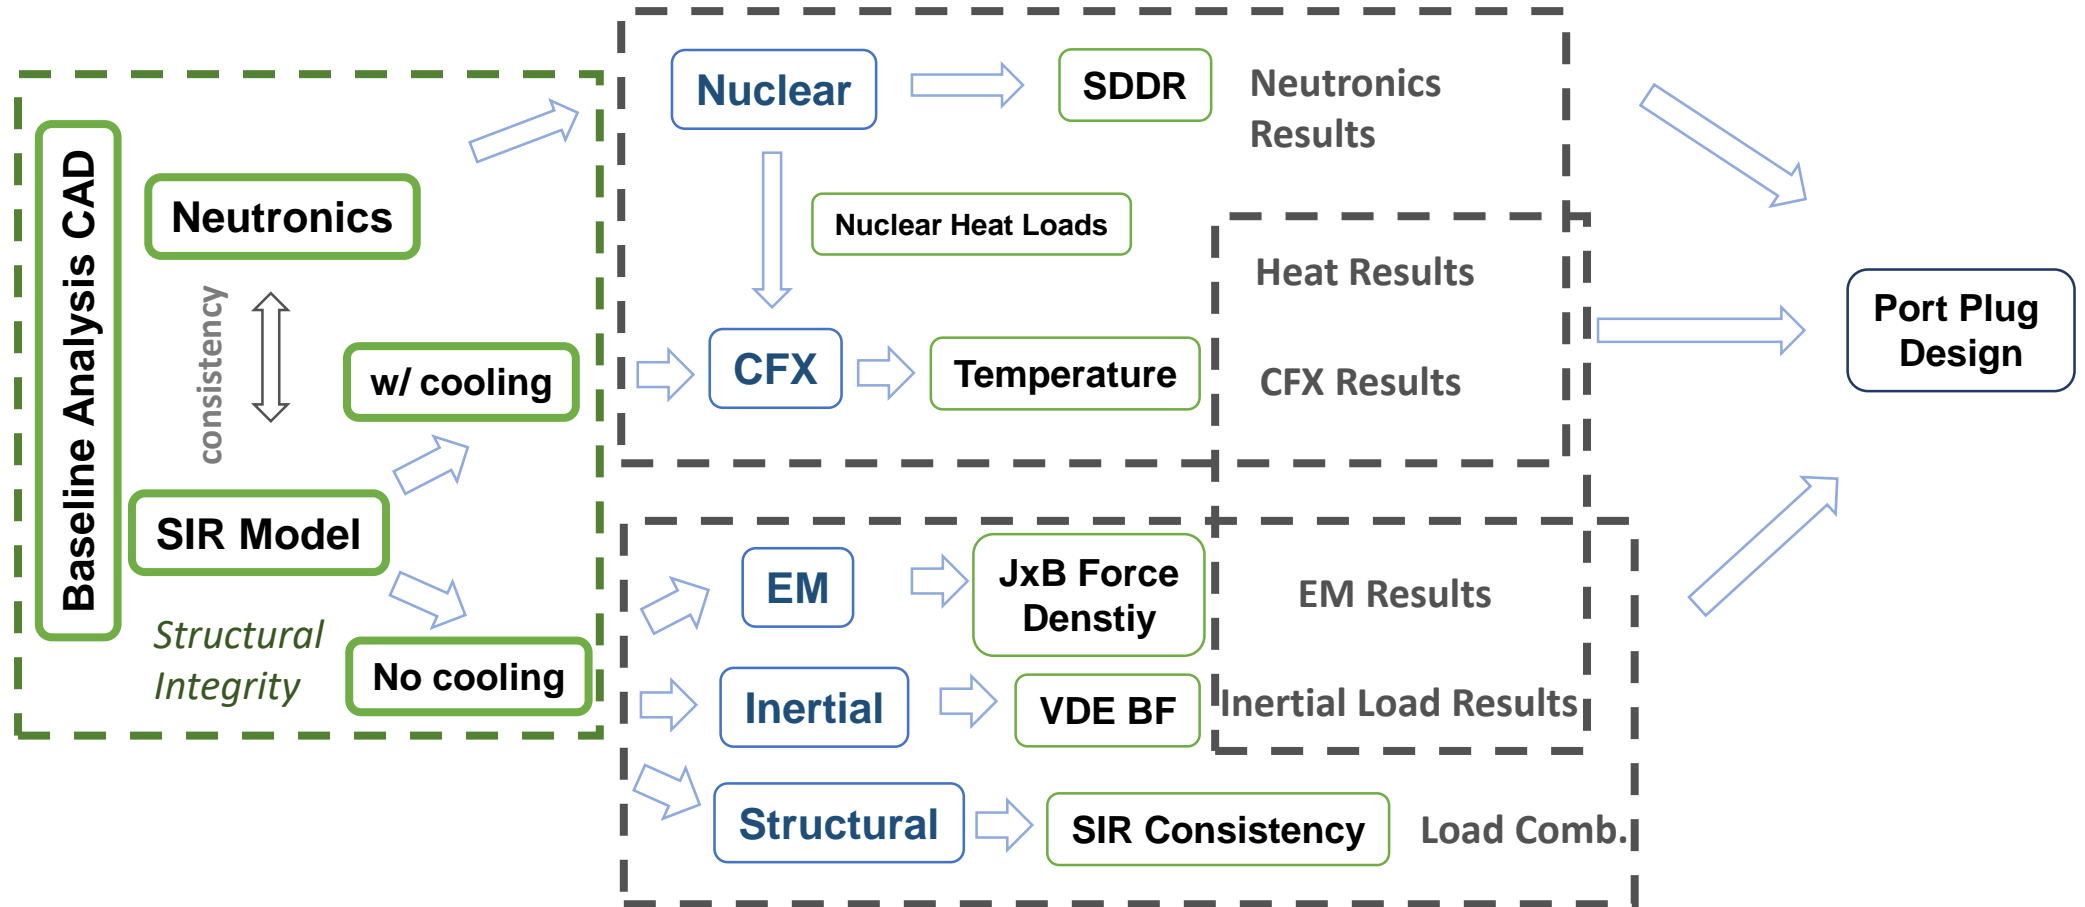 Baseline Analysis CAD
Neutronics
consistency
w/ cooling
SIR Model
Structural
Integrity
No cooling
Nuclear
SDDR
Neutronics
Results
Nuclear Heat Loads
Heat Results
CFX
Temperature
CFX Results
EM
JxB Force
Denstiy
EM Results
Inertial
VDE BF
Inertial Load Results
Structural
SIR Consistency
Load Comb.
Port Plug
Design